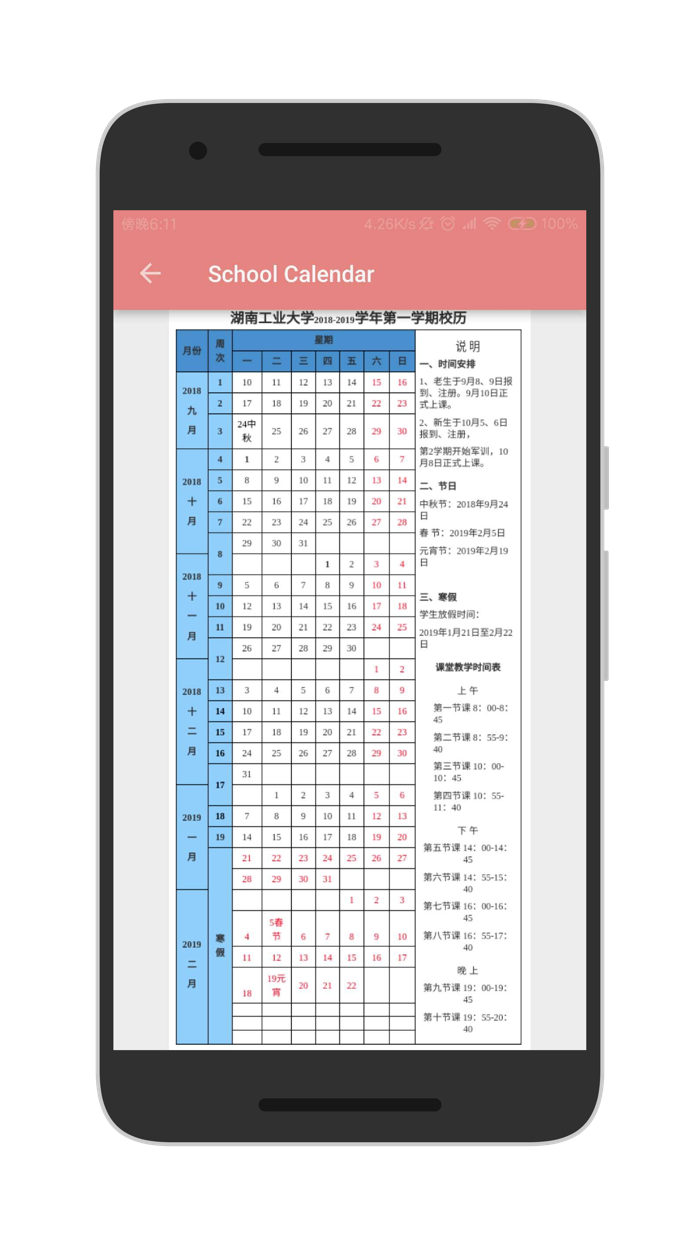 傍晚6:11 4.26K/s 100%
School Calendar
湖南工业大学2018-2019学年第一学期校历
月份 周次 星期
一 二 三 四 五 六 日
2018 九 月
1 10 11 12 13 14 15 16
2 17 18 19 20 21 22 23
3 24中秋 25 26 27 28 29 30
2018 十 月
4 1 2 3 4 5 6 7
5 8 9 10 11 12 13 14
6 15 16 17 18 19 20 21
7 22 23 24 25 26 27 28
8 29 30 31
2018 十 一 月
1 2 3 4
9 5 6 7 8 9 10 11
10 12 13 14 15 16 17 18
11 19 20 21 22 23 24 25
12 26 27 28 29 30
2018 十 二 月
1 2
13 3 4 5 6 7 8 9
14 10 11 12 13 14 15 16
15 17 18 19 20 21 22 23
16 24 25 26 27 28 29 30
17 31
2019 一 月
1 2 3 4 5 6
18 7 8 9 10 11 12 13
19 14 15 16 17 18 19 20
寒假
21 22 23 24 25 26 27
28 29 30 31
2019 二 月
1 2 3
4 5春节 6 7 8 9 10
11 12 13 14 15 16 17
18 19元宵 20 21 22
说 明
一、时间安排
1、老生于9月8、9日报
到、注册。9月10日正
式上课。
2、新生于10月5、6日
报到、注册，
第2学期开始军训，10
月8日正式上课。
二、节日
中秋节：2018年9月24
日
春 节：2019年2月5日
元宵节：2019年2月19
日
三、寒假
学生放假时间：
2019年1月21日至2月22
日
课堂教学时间表
上 午
第一节课 8：00-8：
45
第二节课 8：55-9：
40
第三节课 10：00-
10：45
第四节课 10：55-
11：40
下 午
第五节课 14：00-14：
45
第六节课 14：55-15：
40
第七节课 16：00-16：
45
第八节课 16：55-17：
40
晚 上
第九节课 19：00-19：
45
第十节课 19：55-20：
40